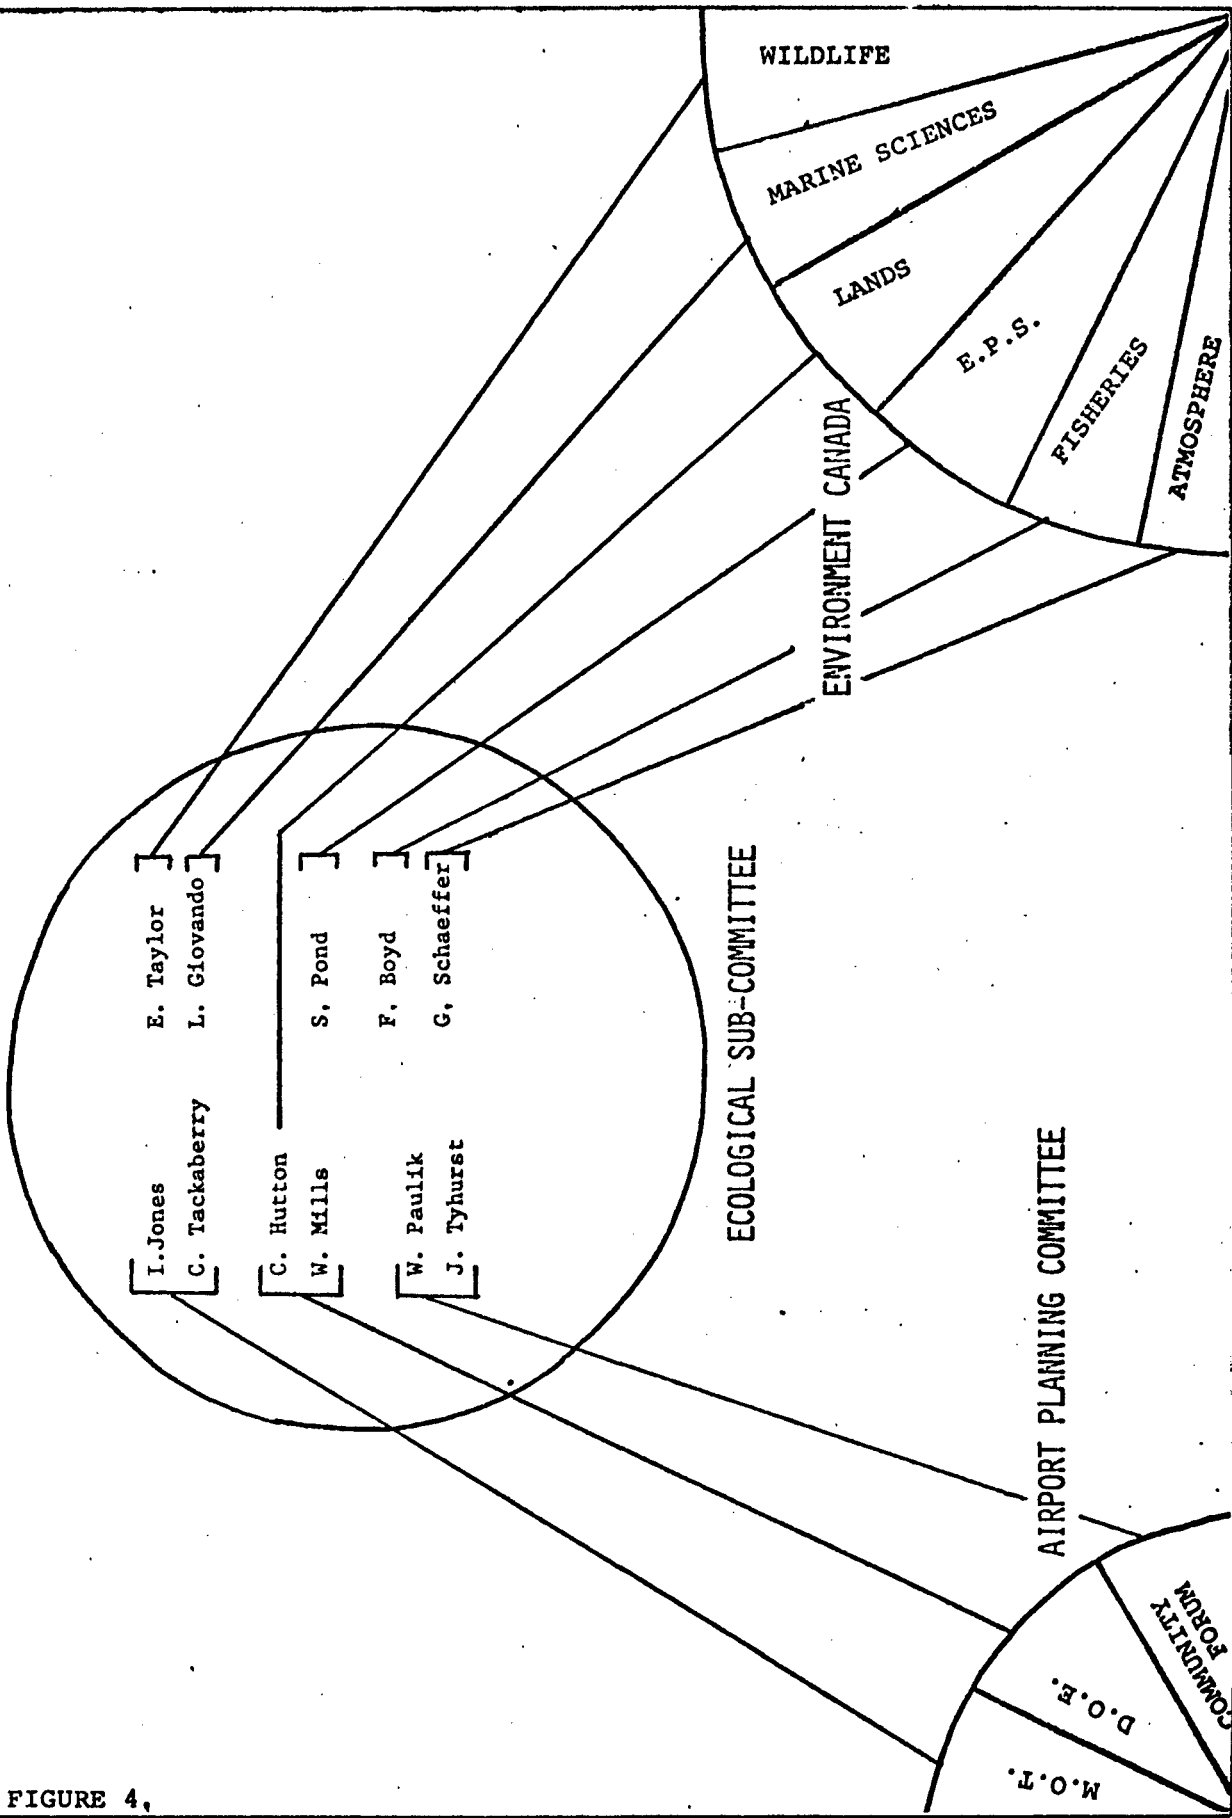 I.Jones
C. Tackaberry
C. Hutton
W. Mills
W. Paulik
J. Tyhurst
E. Taylor
L. Giovando
S. Pond
F. Boyd
G. Schaeffer
ECOLOGICAL SUB-COMMITTEE
AIRPORT PLANNING COMMITTEE
M.O.T.
D.O.E.
COMMUNITY
FORUM
ENVIRONMENT CANADA
WILDLIFE
MARINE SCIENCES
LANDS
E.P.S.
FISHERIES
ATMOSPHERE
FIGURE 4.